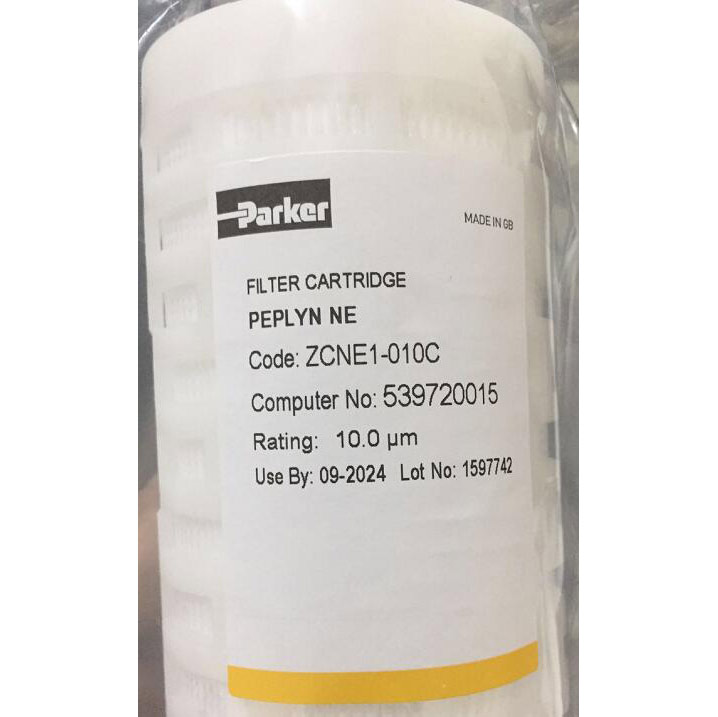 Parker
MADE IN GB
FILTER CARTRIDGE
PEPLYN NE
Code: ZCNE1-010C
Computer No: 539720015
Rating: 10.0 µm
Use By: 09-2024 Lot No: 1597742